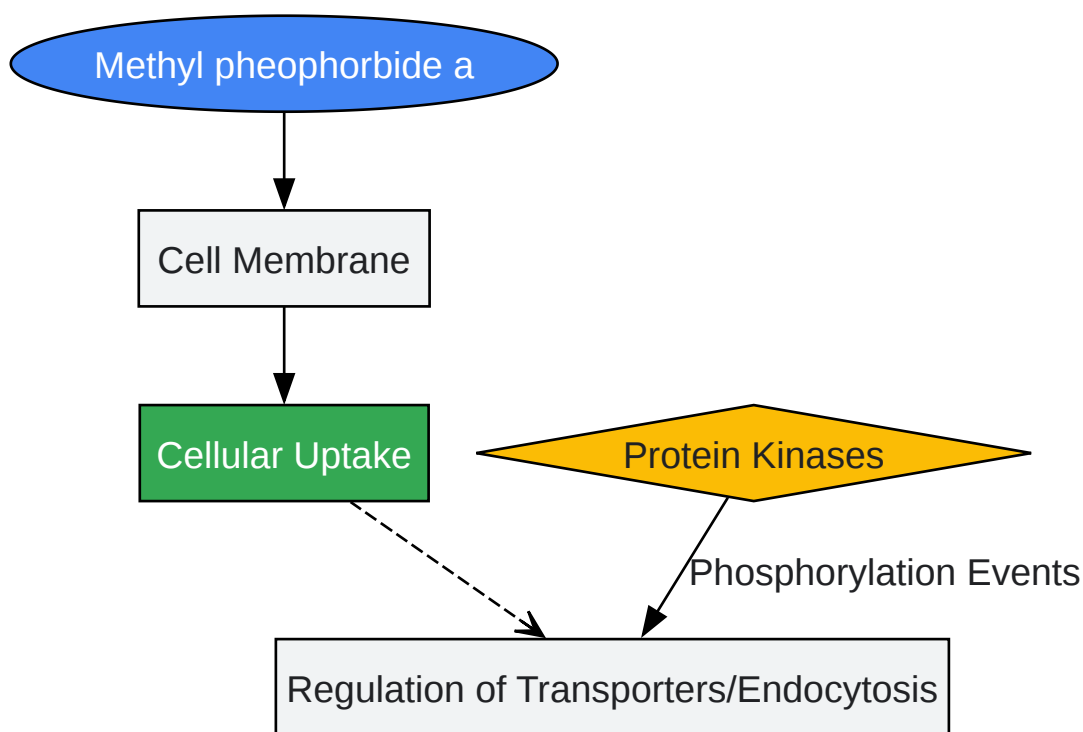 Methyl pheophorbide a
Cell Membrane
Cellular Uptake
Protein Kinases
Phosphorylation Events
Regulation of Transporters/Endocytosis